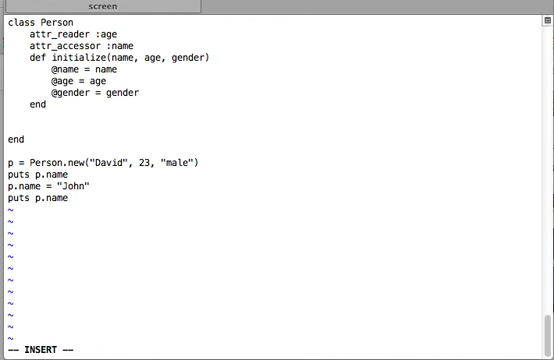 screen
class Person
    attr_reader :age
    attr_accessor :name
    def initialize(name, age, gender)
        @name = name
        @age = age
        @gender = gender
    end
end
p = Person.new("David", 23, "male")
puts p.name
p.name = "John"
puts p.name
~
~
~
~
~
~
~
~
~
~
~
~
-- INSERT --